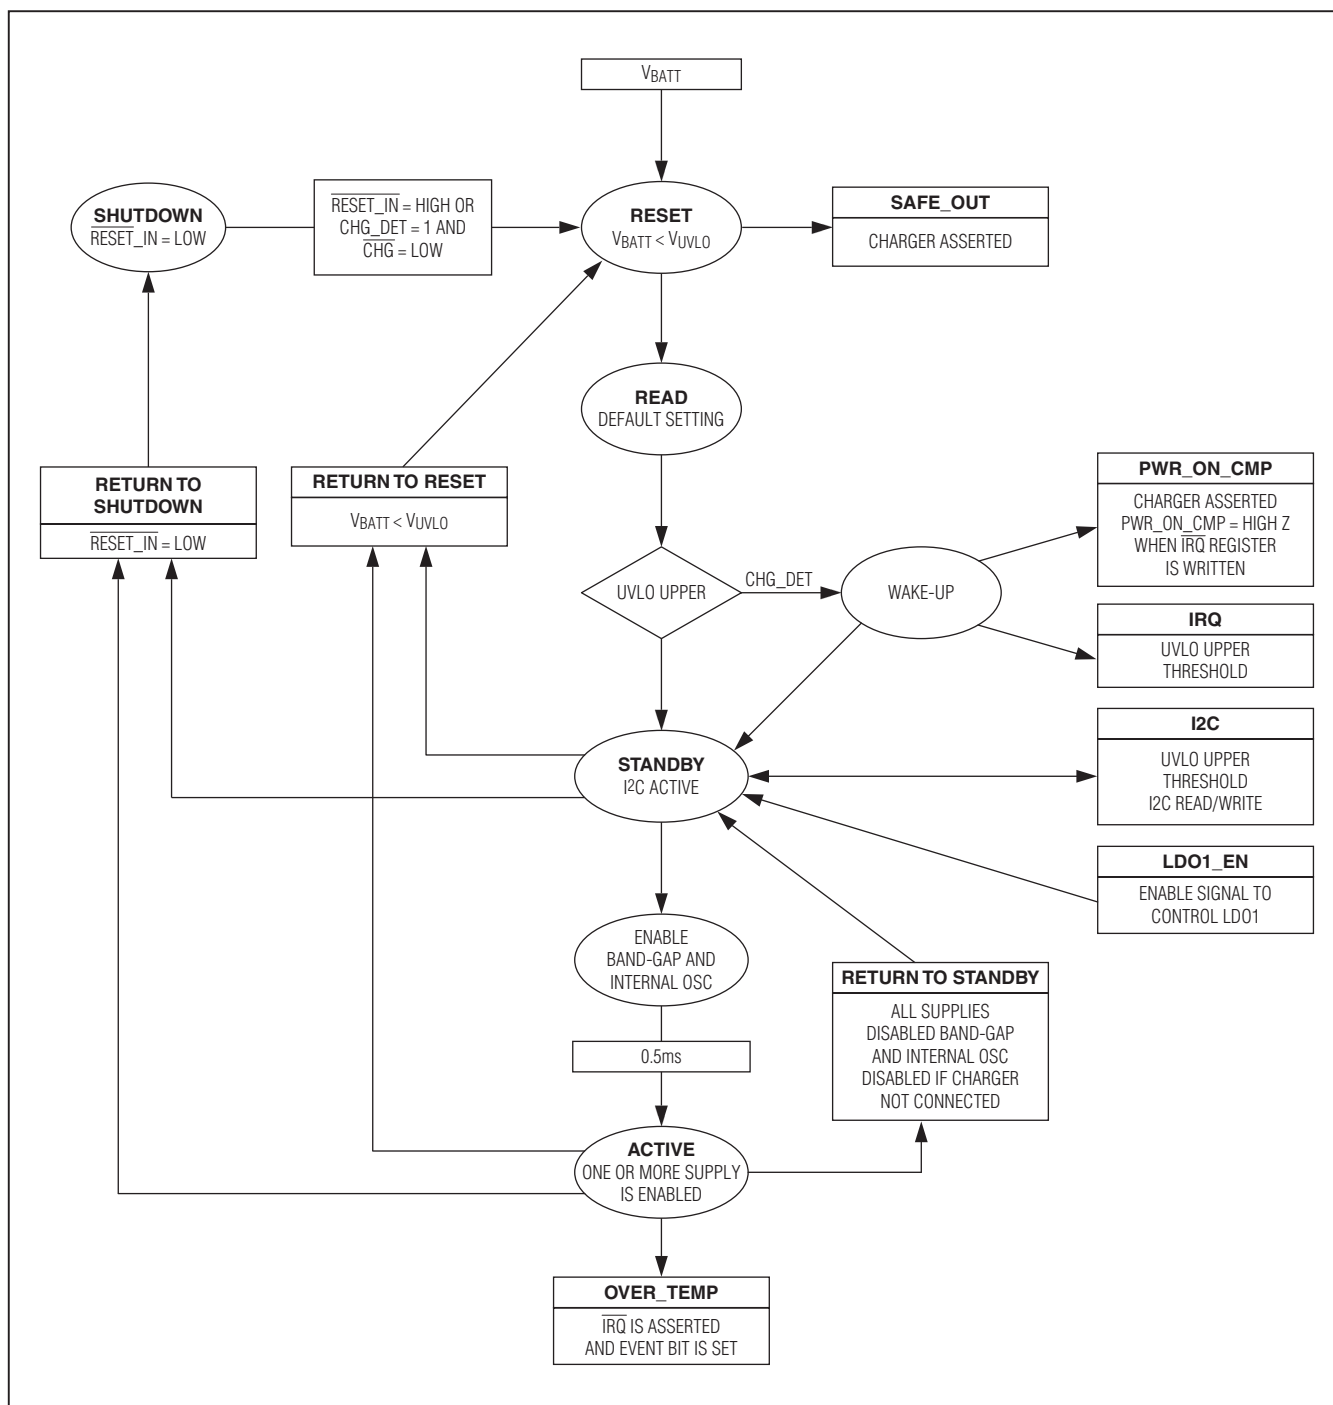 VBATT
SHUTDOWN
RESET_IN = LOW
RESET_IN = HIGH OR
CHG_DET = 1 AND
CHG = LOW
RESET
VBATT < VUVLO
SAFE_OUT
CHARGER ASSERTED
READ
DEFAULT SETTING
RETURN TO
SHUTDOWN
RESET_IN = LOW
RETURN TO RESET
VBATT < VUVLO
UVLO UPPER
CHG_DET
WAKE-UP
PWR_ON_CMP
CHARGER ASSERTED
PWR_ON_CMP = HIGH Z
WHEN IRQ REGISTER
IS WRITTEN
IRQ
UVLO UPPER
THRESHOLD
STANDBY
I2C ACTIVE
I2C
UVLO UPPER
THRESHOLD
I2C READ/WRITE
LDO1_EN
ENABLE SIGNAL TO
CONTROL LDO1
ENABLE
BAND-GAP AND
INTERNAL OSC
RETURN TO STANDBY
ALL SUPPLIES
DISABLED BAND-GAP
AND INTERNAL OSC
DISABLED IF CHARGER
NOT CONNECTED
0.5ms
ACTIVE
ONE OR MORE SUPPLY
IS ENABLED
OVER_TEMP
IRQ IS ASSERTED
AND EVENT BIT IS SET